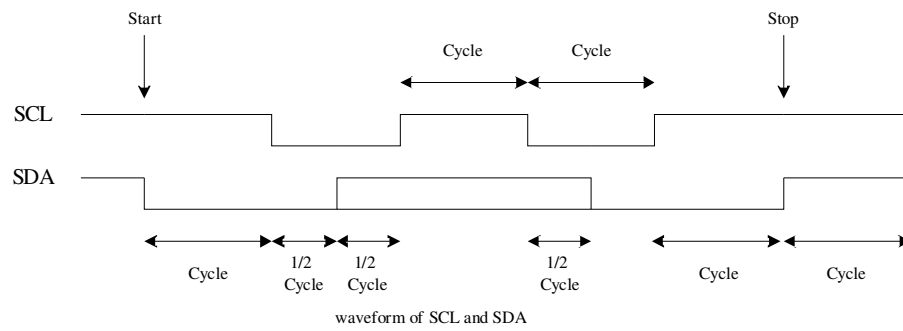 Start
Stop
Cycle
Cycle
SCL
SDA
Cycle
1/2
Cycle
1/2
Cycle
1/2
Cycle
Cycle
Cycle
waveform of SCL and SDA